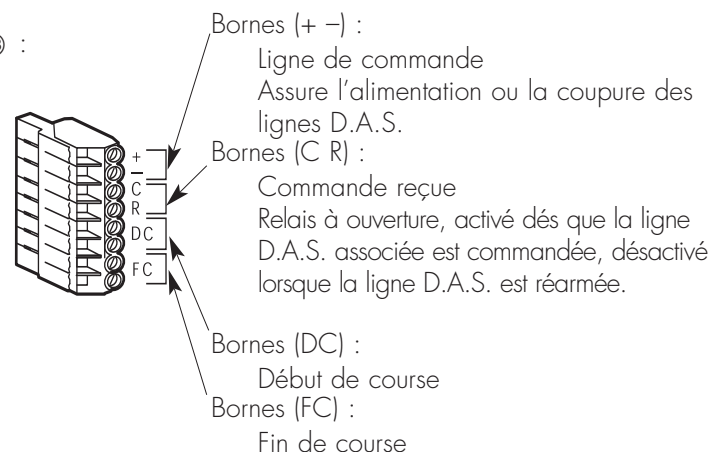 Bornes (+ −) :
:
Ligne de commande
Assure l'alimentation ou la coupure des
lignes D.A.S.
Bornes (C R) :
Commande reçue
Relais à ouverture, activé dés que la ligne
D.A.S. associée est commandée, désactivé
lorsque la ligne D.A.S. est réarmée.
+
−
C
R
DC
FC
Bornes (DC) :
Début de course
Bornes (FC) :
Fin de course